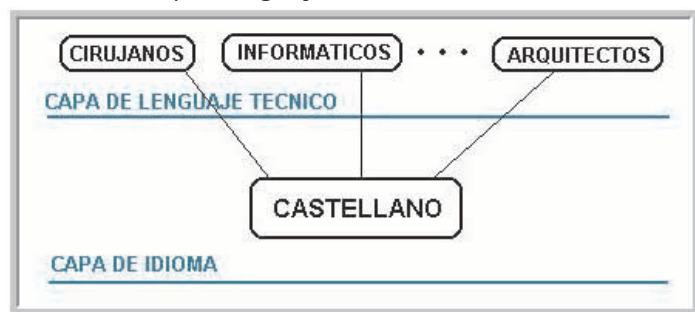 CIRUJANOS INFORMATICOS • • • ARQUITECTOS
CAPA DE LENGUAJE TECNICO
CASTELLANO
CAPA DE IDIOMA